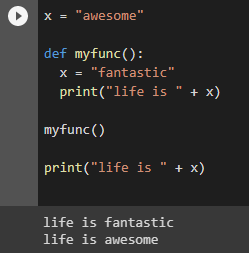 x = "awesome"
def myfunc():
  x = "fantastic"
  print("life is " + x)
myfunc()
print("life is " + x)
life is fantastic
life is awesome